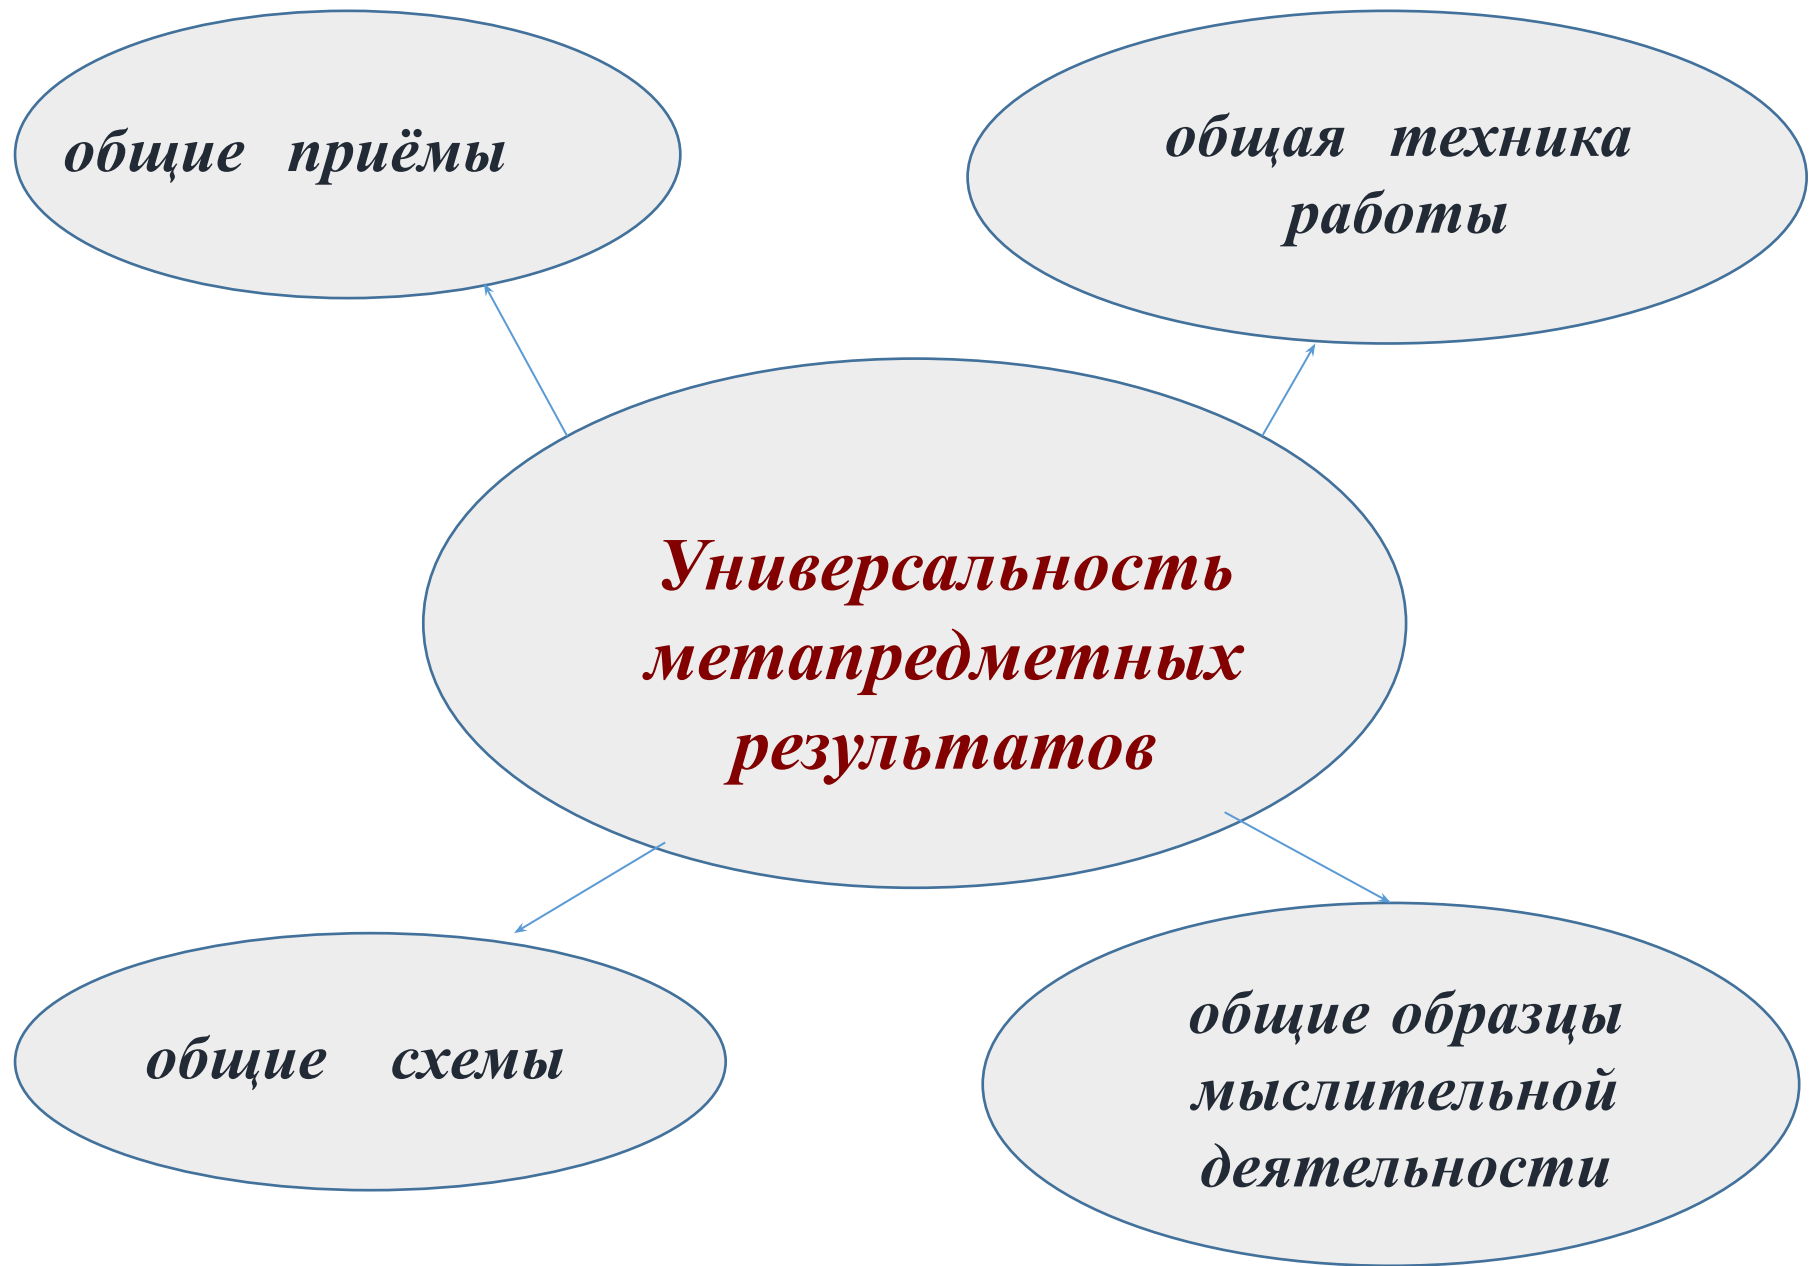 общие приёмы
общая техника
работы
Универсальность
метапредметных
результатов
общие схемы
общие образцы
мыслительной
деятельности